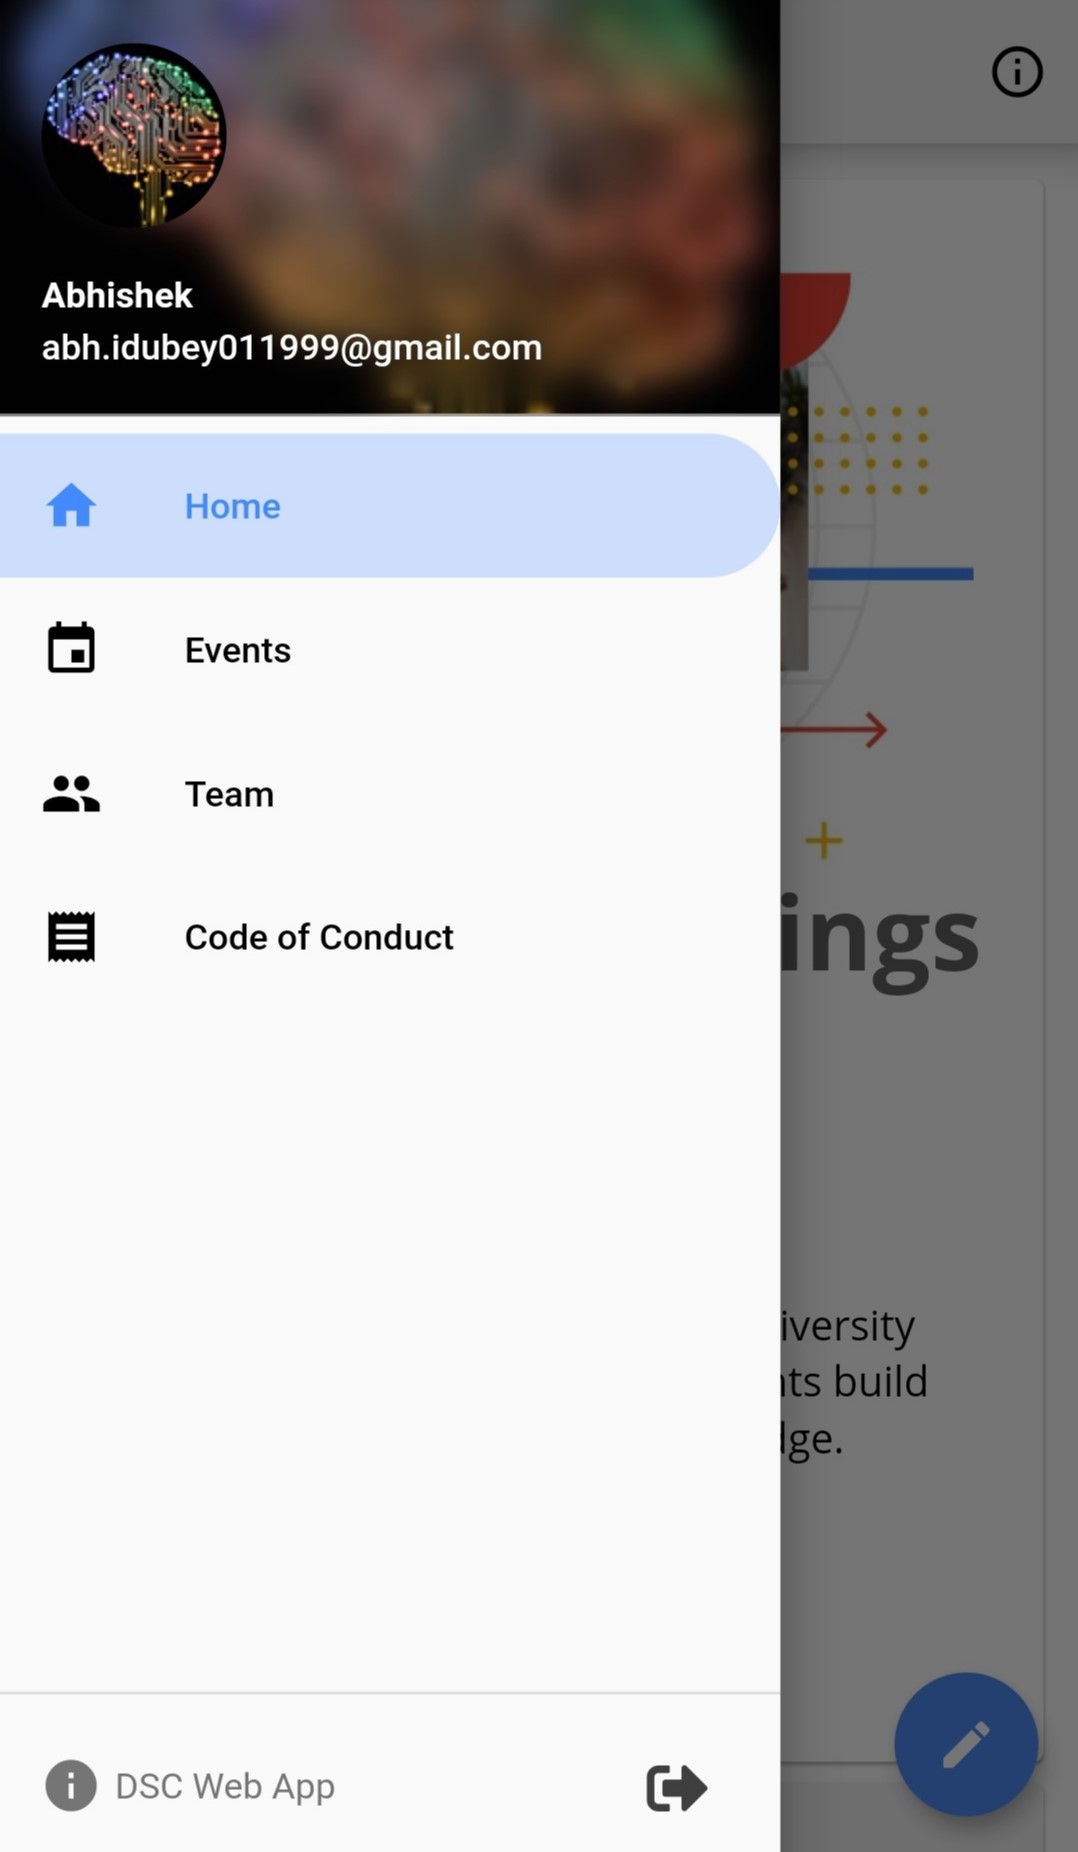 Abhishek
abh.idubey011999@gmail.com
Home
Events
Team
Code of Conduct
ings
iversity
ts build
ge.
DSC Web App